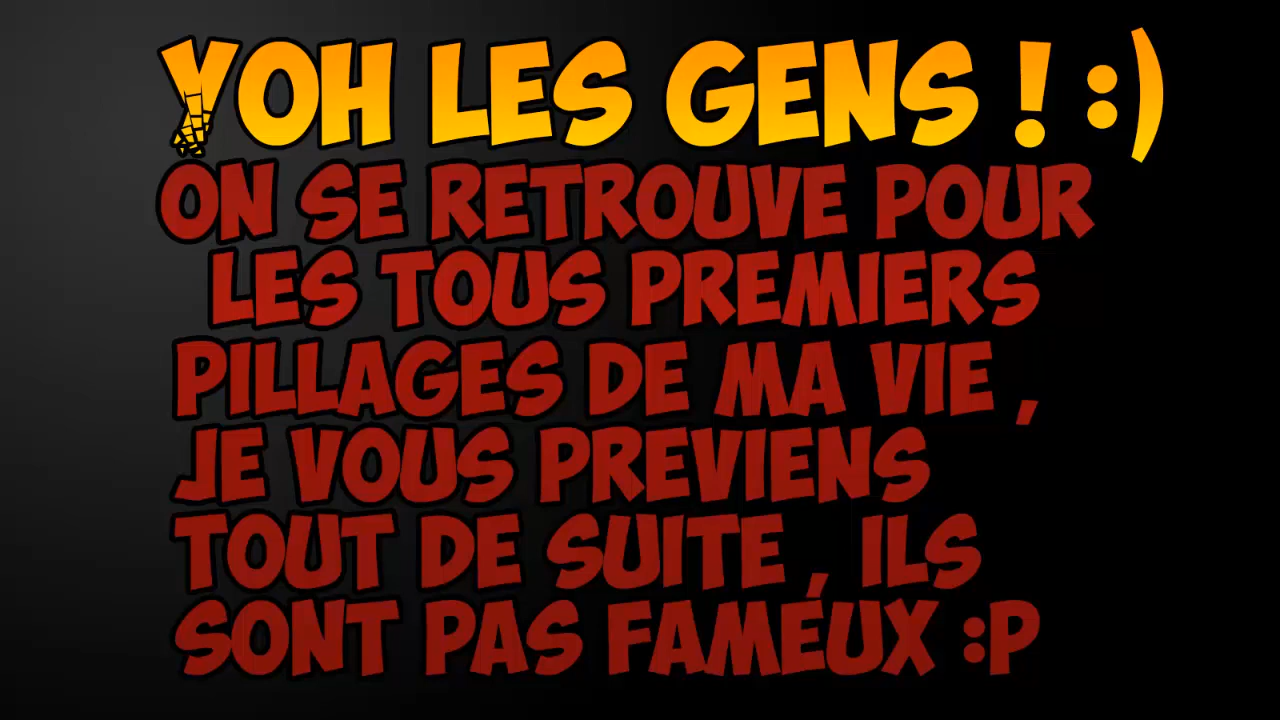 YOH LES GENS ! :)
ON SE RETROUVE POUR
LES TOUS PREMIERS
PILLAGES DE MA VIE ,
JE VOUS PREVIENS
TOUT DE SUITE , ILS
SONT PAS FAMEUX :P